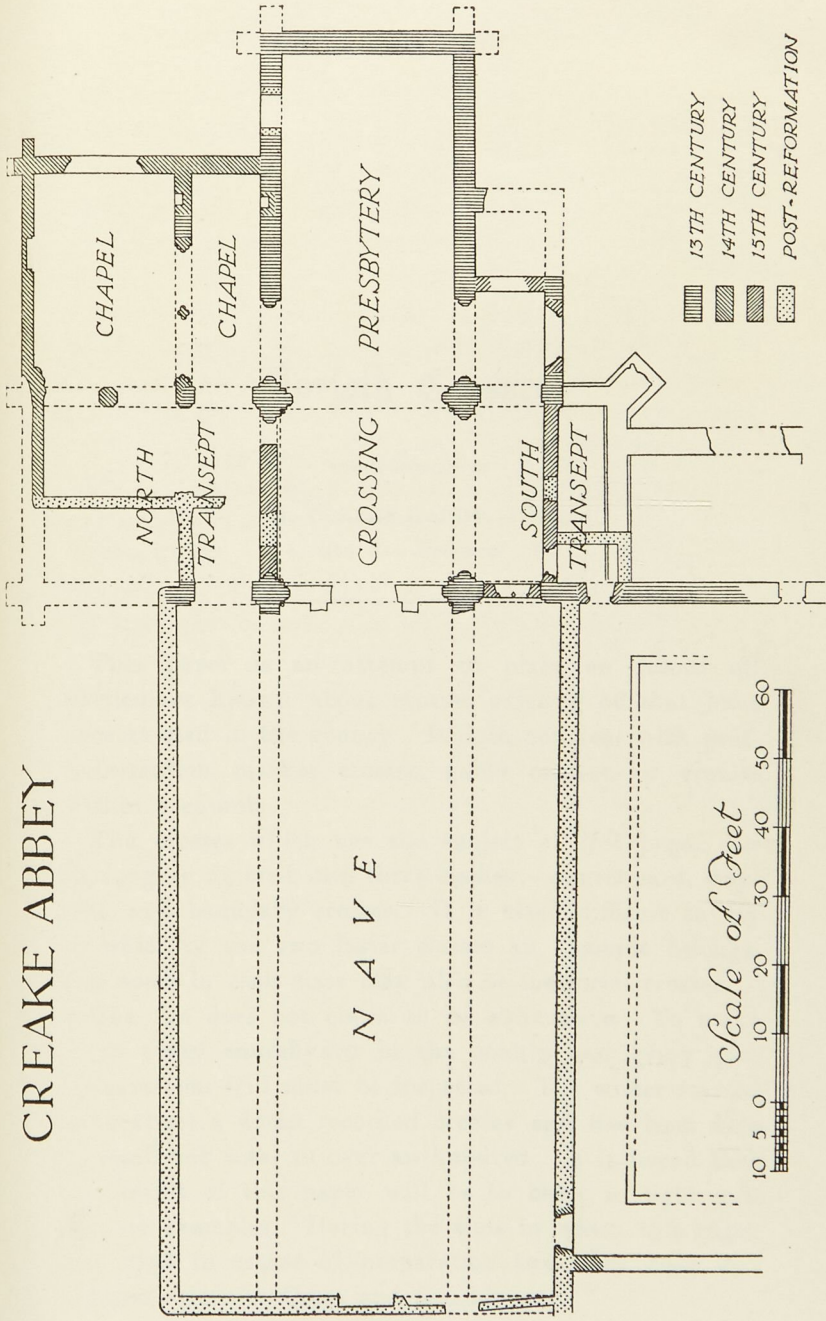 CREAKE ABBEY
CHAPEL
CHAPEL
NORTH
TRANSEPT
PRESBYTERY
CROSSING
NAVE
SOUTH
TRANSEPT
13TH CENTURY
14TH CENTURY
15TH CENTURY
POST-REFORMATION
Scale of Feet
10 5 0 10 20 30 40 50 60